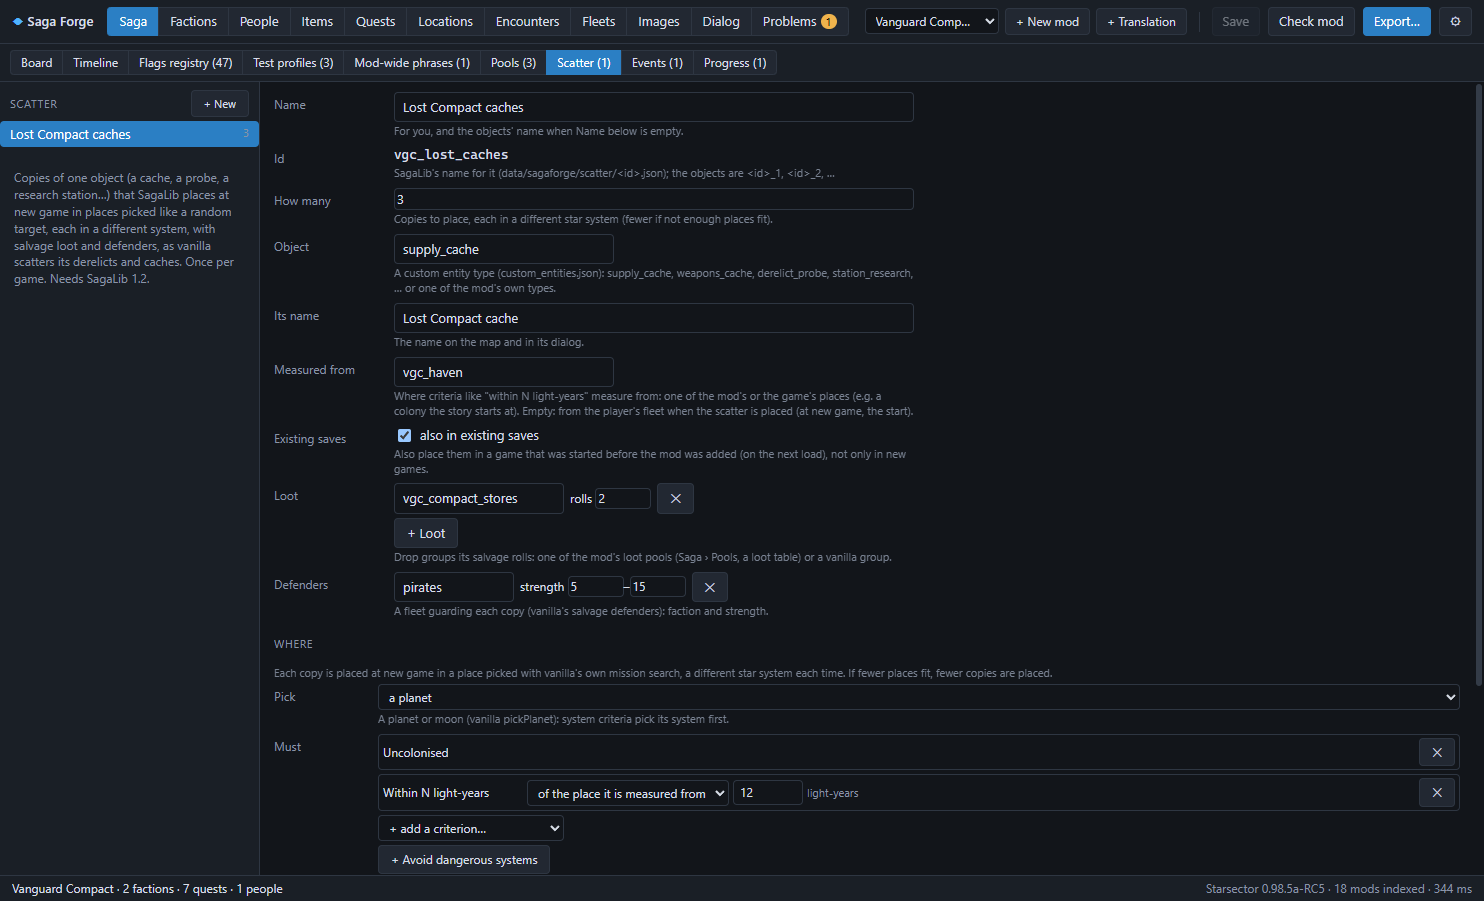 Saga Forge
Saga
Factions
People
Items
Quests
Locations
Encounters
Fleets
Images
Dialog
Problems 1
Vanguard Comp...
+ New mod
+ Translation
Save
Check mod
Export...
Board
Timeline
Flags registry (47)
Test profiles (3)
Mod-wide phrases (1)
Pools (3)
Scatter (1)
Events (1)
Progress (1)
SCATTER
+ New
Lost Compact caches 3
Copies of one object (a cache, a probe, a
research station...) that SagaLib places at
new game in places picked like a random
target, each in a different system, with
salvage loot and defenders, as vanilla
scatters its derelicts and caches. Once per
game. Needs SagaLib 1.2.
Name
Lost Compact caches
For you, and the objects' name when Name below is empty.
Id
vgc_lost_caches
SagaLib's name for it (data/sagaforge/scatter/<id>.json); the objects are <id>_1, <id>_2, ...
How many
3
Copies to place, each in a different star system (fewer if not enough places fit).
Object
supply_cache
A custom entity type (custom_entities.json): supply_cache, weapons_cache, derelict_probe, station_research,
... or one of the mod's own types.
Its name
Lost Compact cache
The name on the map and in its dialog.
Measured from
vgc_haven
Where criteria like "within N light-years" measure from: one of the mod's or the game's places (e.g. a
colony the story starts at). Empty: from the player's fleet when the scatter is placed (at new game, the start).
Existing saves
also in existing saves
Also place them in a game that was started before the mod was added (on the next load), not only in new
games.
Loot
vgc_compact_stores
rolls 2
+ Loot
Drop groups its salvage rolls: one of the mod's loot pools (Saga › Pools, a loot table) or a vanilla group.
Defenders
pirates
strength 5 – 15
A fleet guarding each copy (vanilla's salvage defenders): faction and strength.
WHERE
Each copy is placed at new game in a place picked with vanilla's own mission search, a different star system each time. If fewer places fit, fewer copies are placed.
Pick
a planet
A planet or moon (vanilla pickPlanet): system criteria pick its system first.
Must
Uncolonised
Within N light-years
of the place it is measured from
12
light-years
+ add a criterion...
+ Avoid dangerous systems
Vanguard Compact · 2 factions · 7 quests · 1 people
Starsector 0.98.5a-RC5 · 18 mods indexed · 344 ms